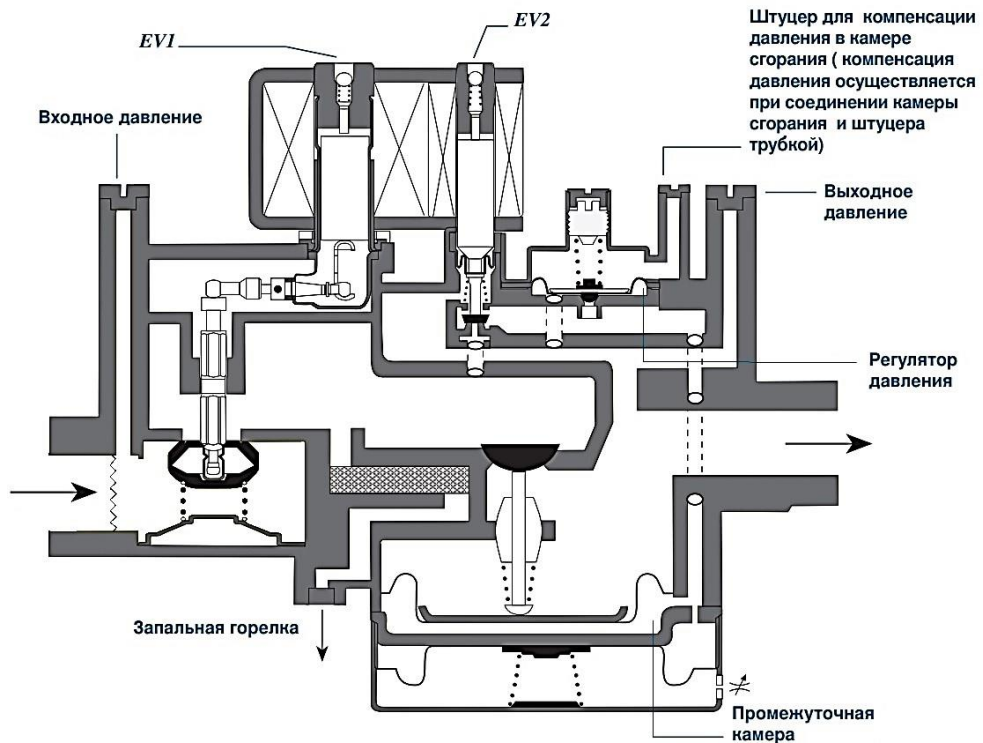 EV1
EV2
Штуцер для компенсации
давления в камере
сгорания ( компенсация
давления осуществляется
при соединении камеры
сгорания и штуцера
трубкой)
Входное давление
Выходное
давление
Регулятор
давления
Запальная горелка
Промежуточная
камера